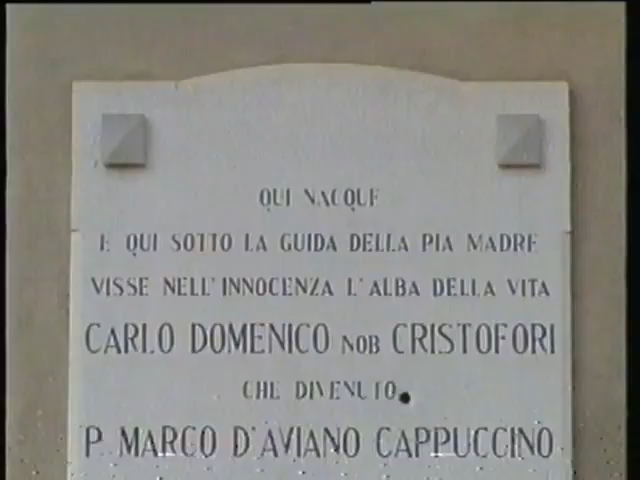 QUI NACQUE
E QUI SOTTO LA GUIDA DELLA PIA MADRE
VISSE NELL'INNOCENZA L'ALBA DELLA VITA
CARLO DOMENICO NOB CRISTOFORI
CHE DIVENUTO
P MARCO D'AVIANO CAPPUCCINO